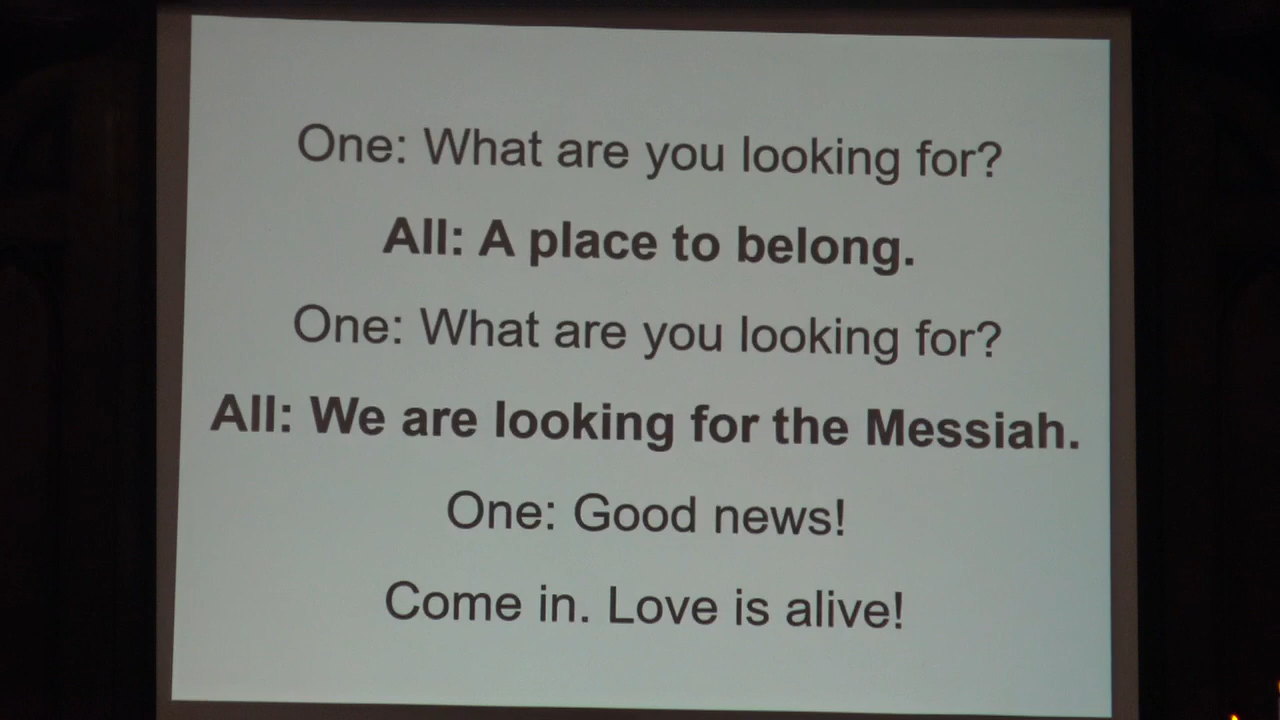 One: What are you looking for?
All: A place to belong.
One: What are you looking for?
All: We are looking for the Messiah.
One: Good news!
Come in. Love is alive!